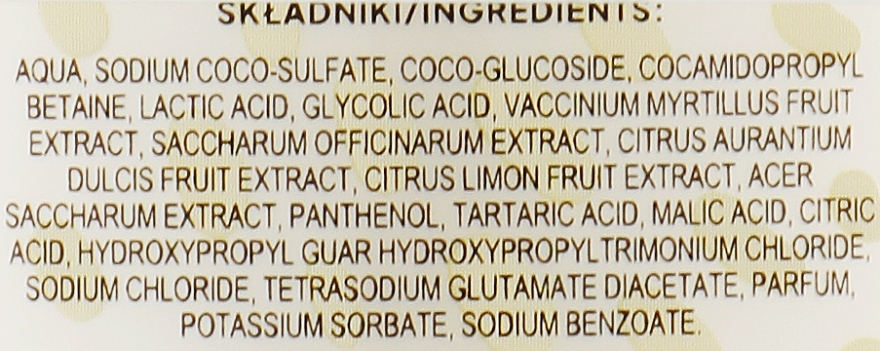 SKŁADNIKI/INGREDIENTS:
AQUA, SODIUM COCO-SULFATE, COCO-GLUCOSIDE, COCAMIDOPROPYL
BETAINE, LACTIC ACID, GLYCOLIC ACID, VACCINIUM MYRTILLUS FRUIT
EXTRACT, SACCHARUM OFFICINARUM EXTRACT, CITRUS AURANTIUM
DULCIS FRUIT EXTRACT, CITRUS LIMON FRUIT EXTRACT, ACER
SACCHARUM EXTRACT, PANTHENOL, TARTARIC ACID, MALIC ACID, CITRIC
ACID, HYDROXYPROPYL GUAR HYDROXYPROPYLTRIMONIUM CHLORIDE,
SODIUM CHLORIDE, TETRASODIUM GLUTAMATE DIACETATE, PARFUM,
POTASSIUM SORBATE, SODIUM BENZOATE.